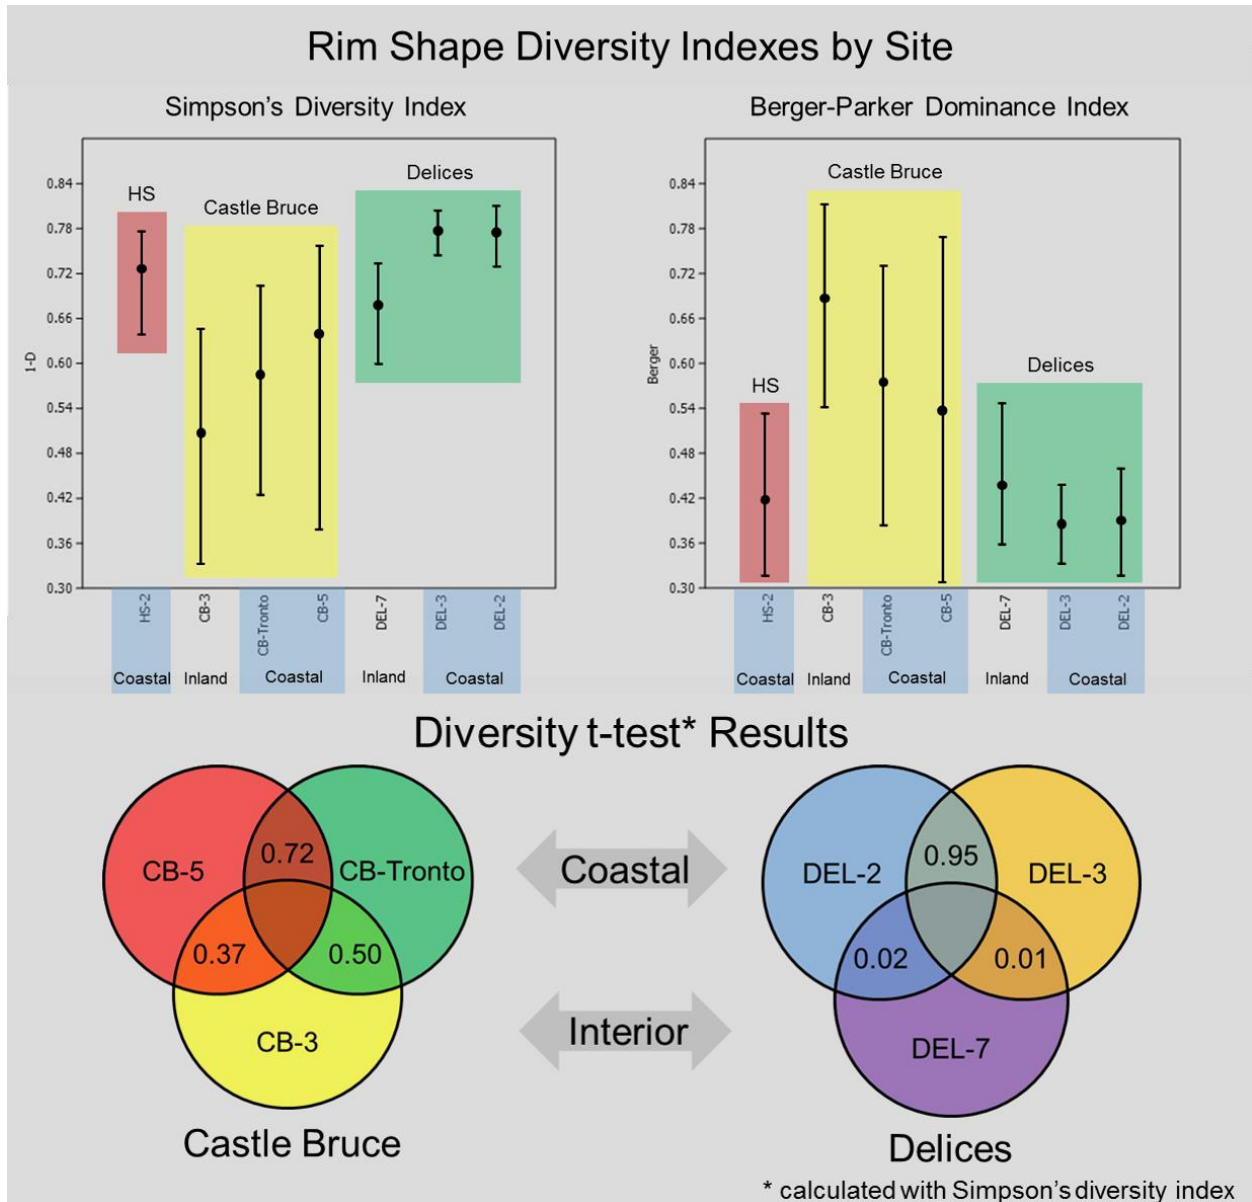 Rim Shape Diversity Indexes by Site
Simpson's Diversity Index
1-D
0.84
0.78
0.72
0.66
0.60
0.54
0.48
0.42
0.36
0.30
HS
Castle Bruce
Delices
HS-2
CB-3
CB-Tronto
CB-5
DEL-7
DEL-3
DEL-2
Coastal
Inland
Coastal
Inland
Coastal
Berger-Parker Dominance Index
Berger
0.84
0.78
0.72
0.66
0.60
0.54
0.48
0.42
0.36
0.30
HS
Castle Bruce
Delices
HS-2
CB-3
CB-Tronto
CB-5
DEL-7
DEL-3
DEL-2
Coastal
Inland
Coastal
Inland
Coastal
Diversity t-test* Results
CB-5
0.72
CB-Tronto
0.37
0.50
CB-3
Castle Bruce
Coastal
Interior
DEL-2
0.95
DEL-3
0.02
0.01
DEL-7
Delices
* calculated with Simpson's diversity index